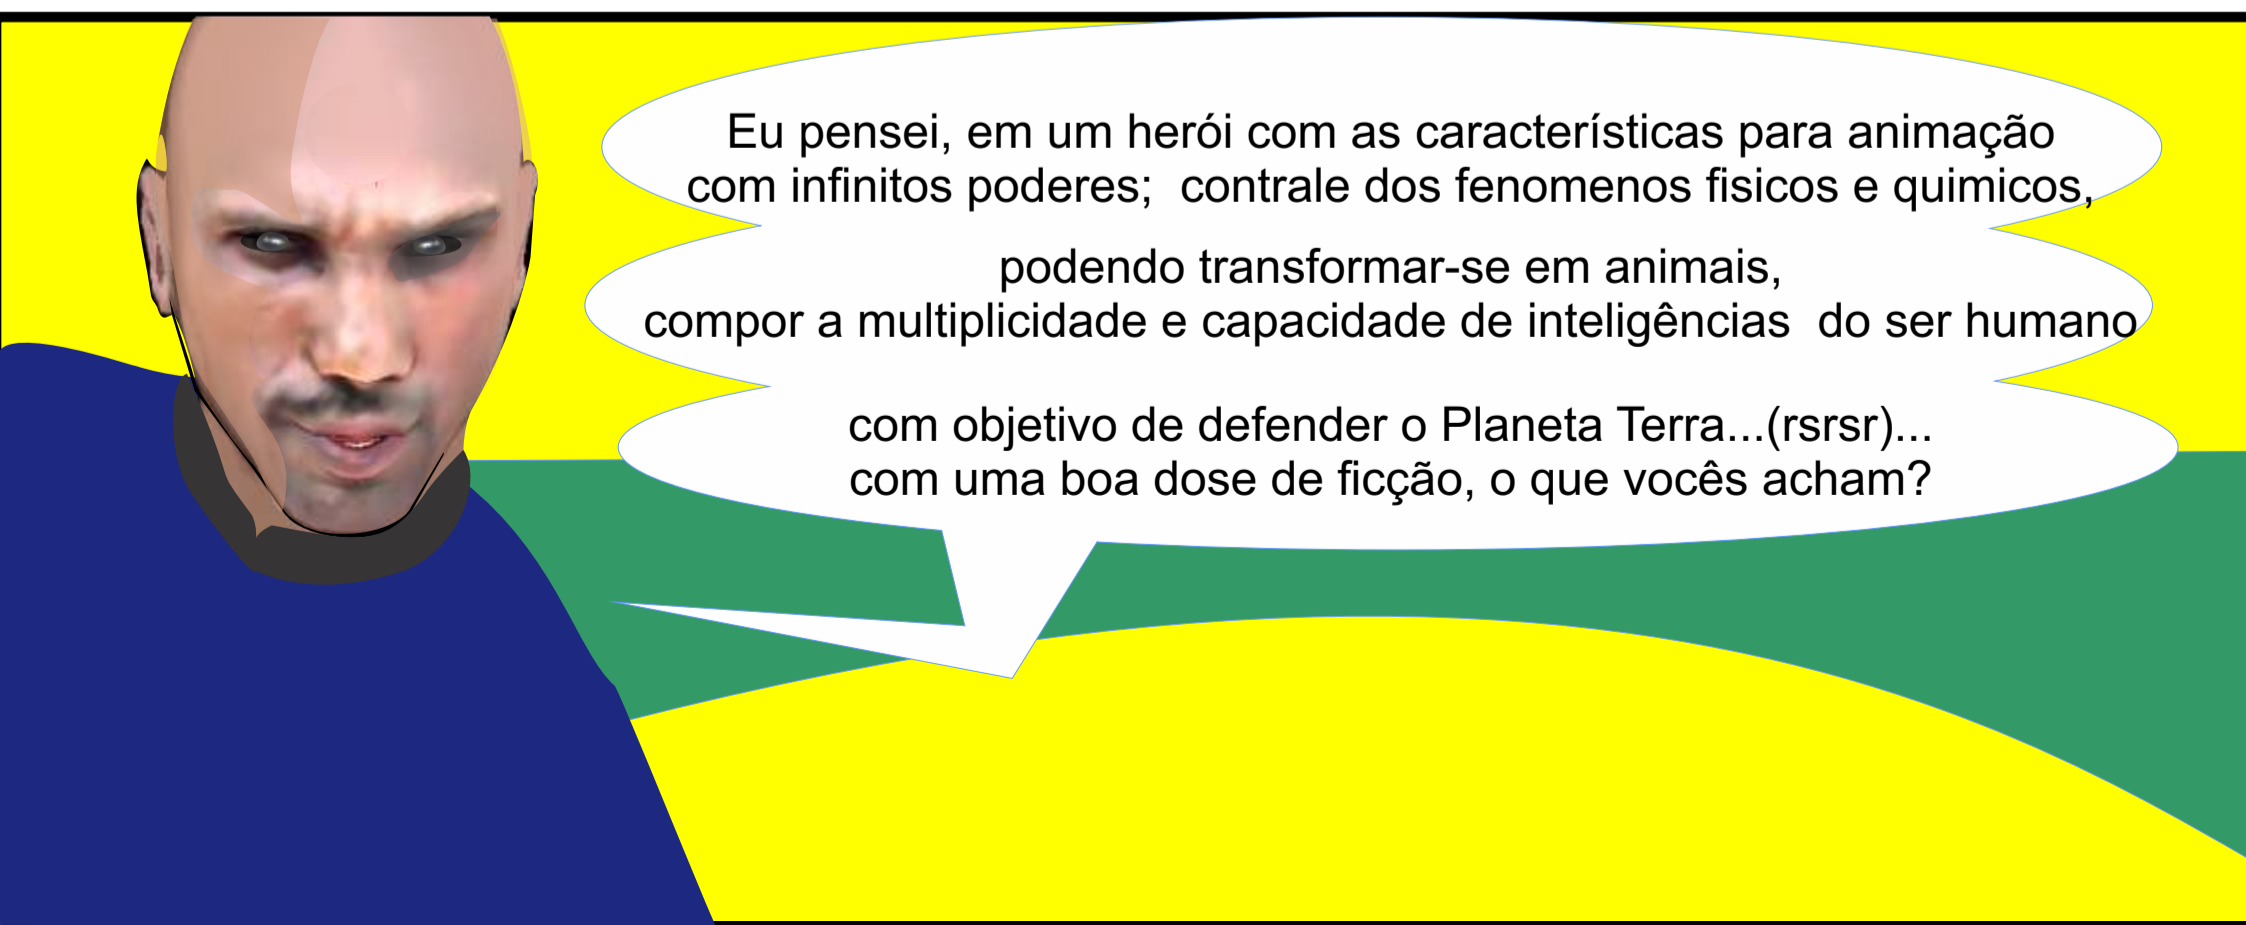 Eu pensei, em um herói com as características para animação
com infinitos poderes;  contrale dos fenomenos fisicos e quimicos,
podendo transformar-se em animais,
compor a multiplicidade e capacidade de inteligências  do ser humano
com objetivo de defender o Planeta Terra...(rsrsr)...
com uma boa dose de ficção, o que vocês acham?